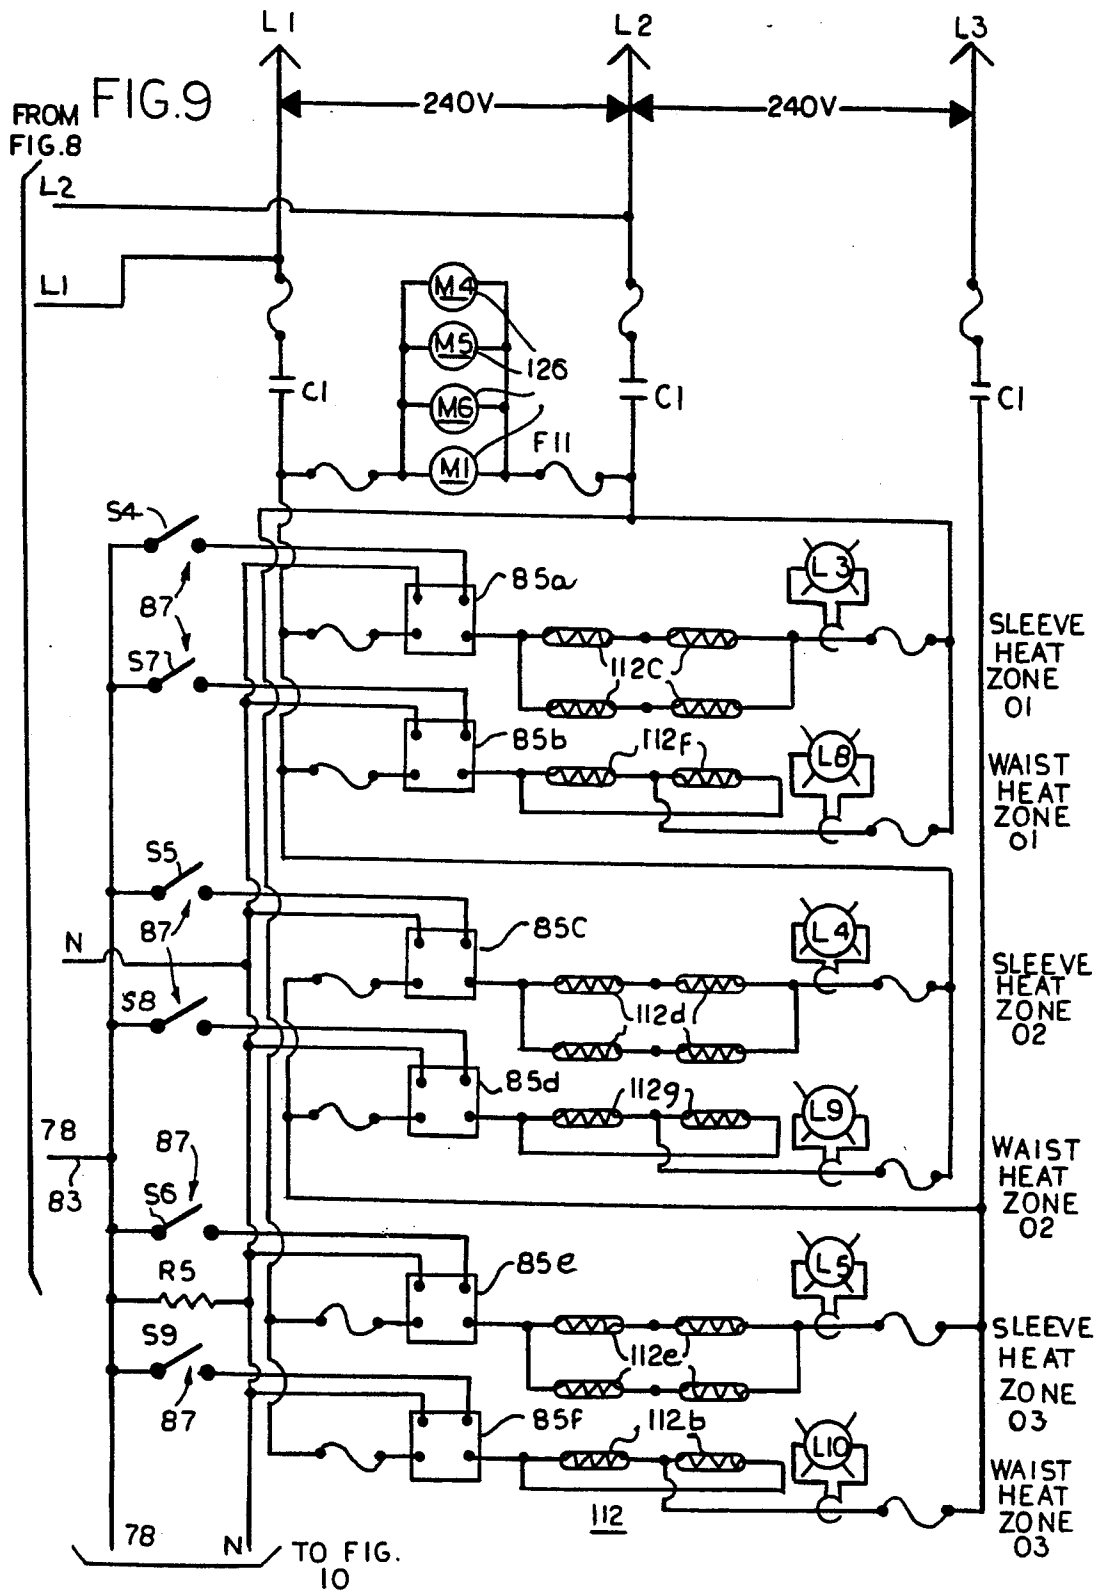 L1
L2
L3
FIG.9
240V
240V
FROM
FIG.8
L2
L1
M4
M5
126
M6
M1
F11
C1
C1
C1
S4
85a
L3
87
112C
SLEEVE
HEAT
ZONE
01
S7
85b
112F
L8
WAIST
HEAT
ZONE
01
S5
87
85C
L4
N
SLEEVE
HEAT
ZONE
02
S8
112d
85d
112g
L9
78
83
87
S6
WAIST
HEAT
ZONE
02
R5
85e
L5
SLEEVE
HEAT
ZONE
03
S9
112e
87
85f
112b
L10
WAIST
HEAT
ZONE
03
112
78
N
TO FIG.
10